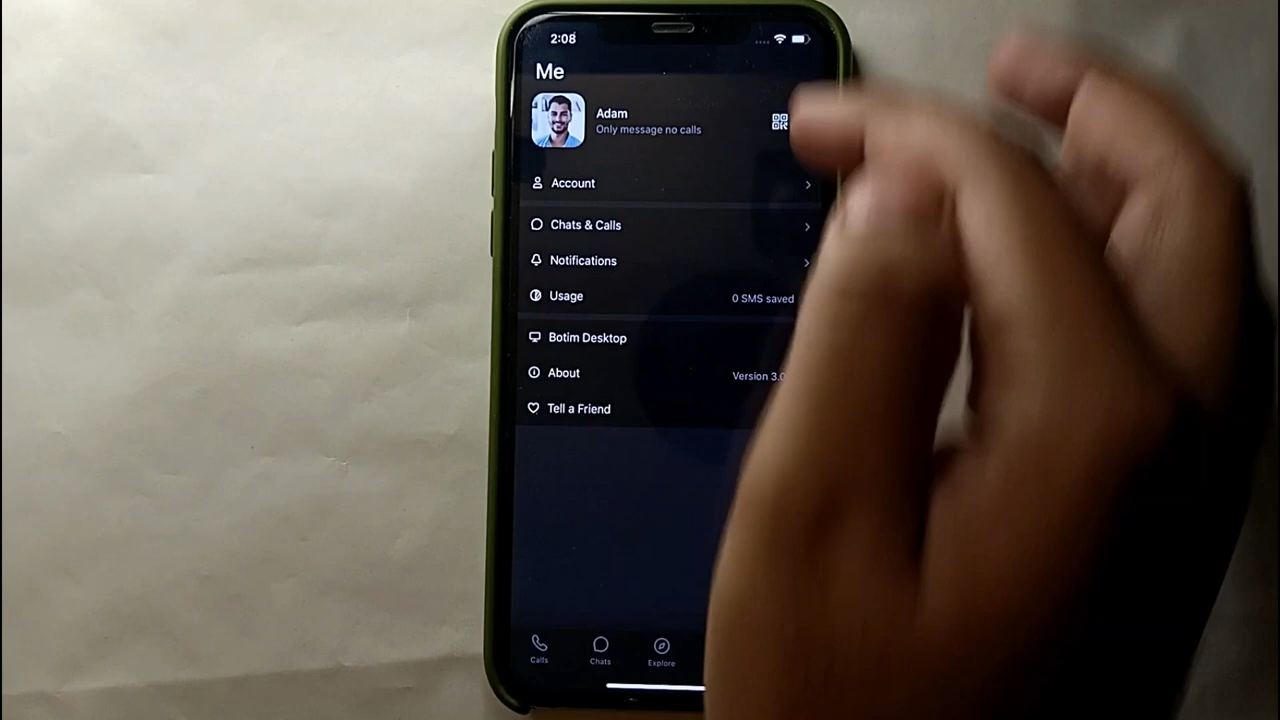 2:08
Me
Adam
Only message no calls
Account
Chats & Calls
Notifications
Usage
0 SMS saved
Botim Desktop
About
Version 3.0
Tell a Friend
Calls
Chats
Explore